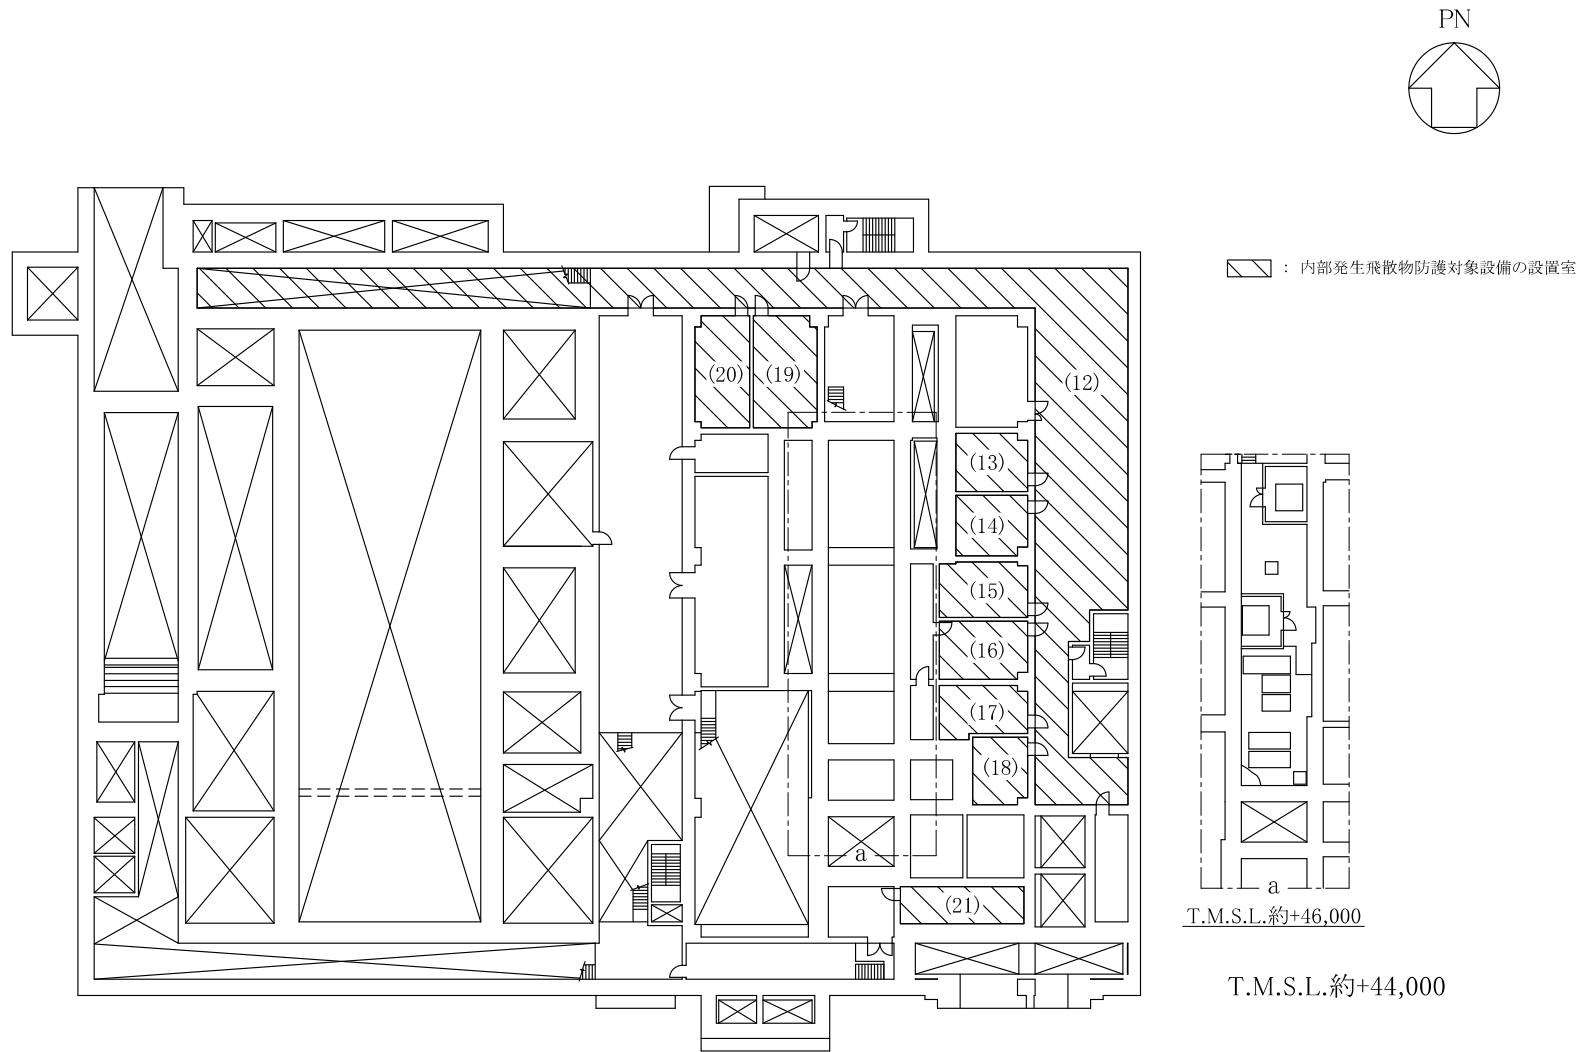 PN
： 内部発生飛散物防護対象設備の設置室
(20)
(19)
(12)
(13)
(14)
(15)
(16)
(17)
(18)
a
(21)
a
T.M.S.L.約+46,000
T.M.S.L.約+44,000